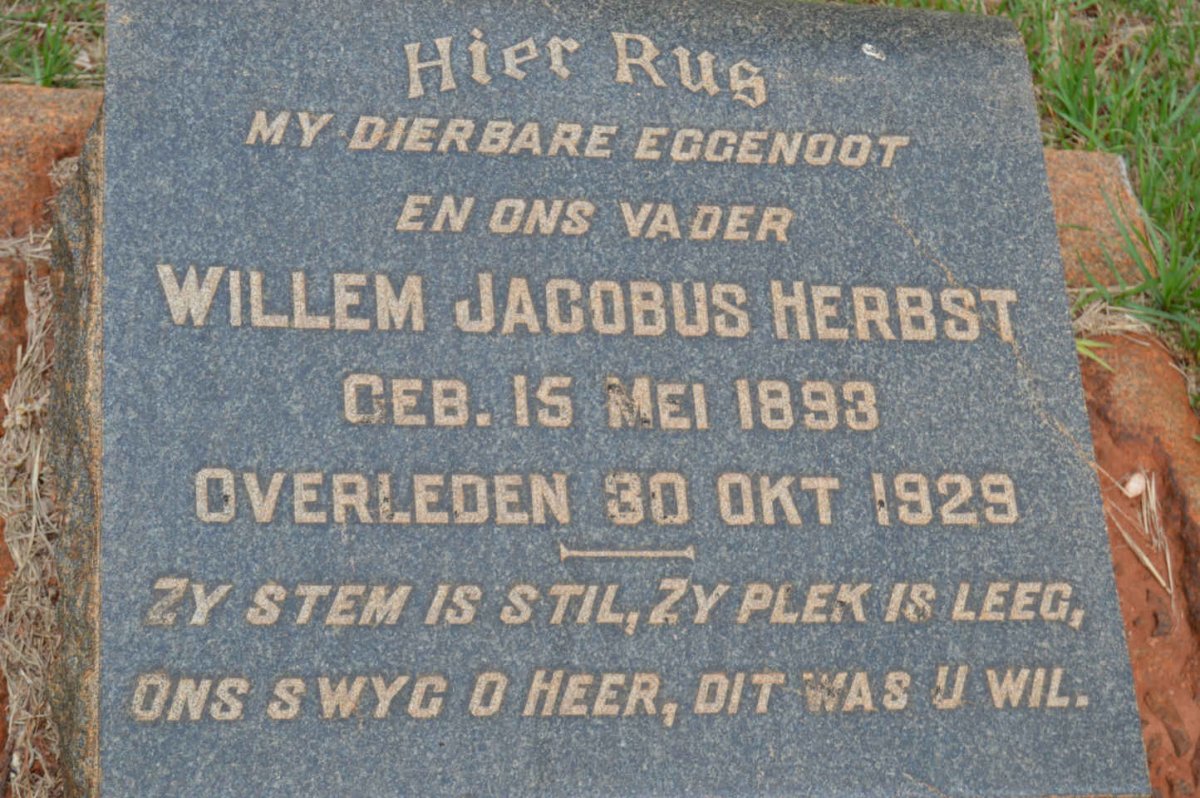 Hier Rus
MY DIERBARE EGGENOOT
EN ONS VADER
WILLEM JACOBUS HERBST
GEB. 15 MEI 1893
OVERLEDEN 30 OKT 1929
ZY STEM IS STIL, ZY PLEK IS LEEG,
ONS SWYG O HEER, DIT WAS U WIL.